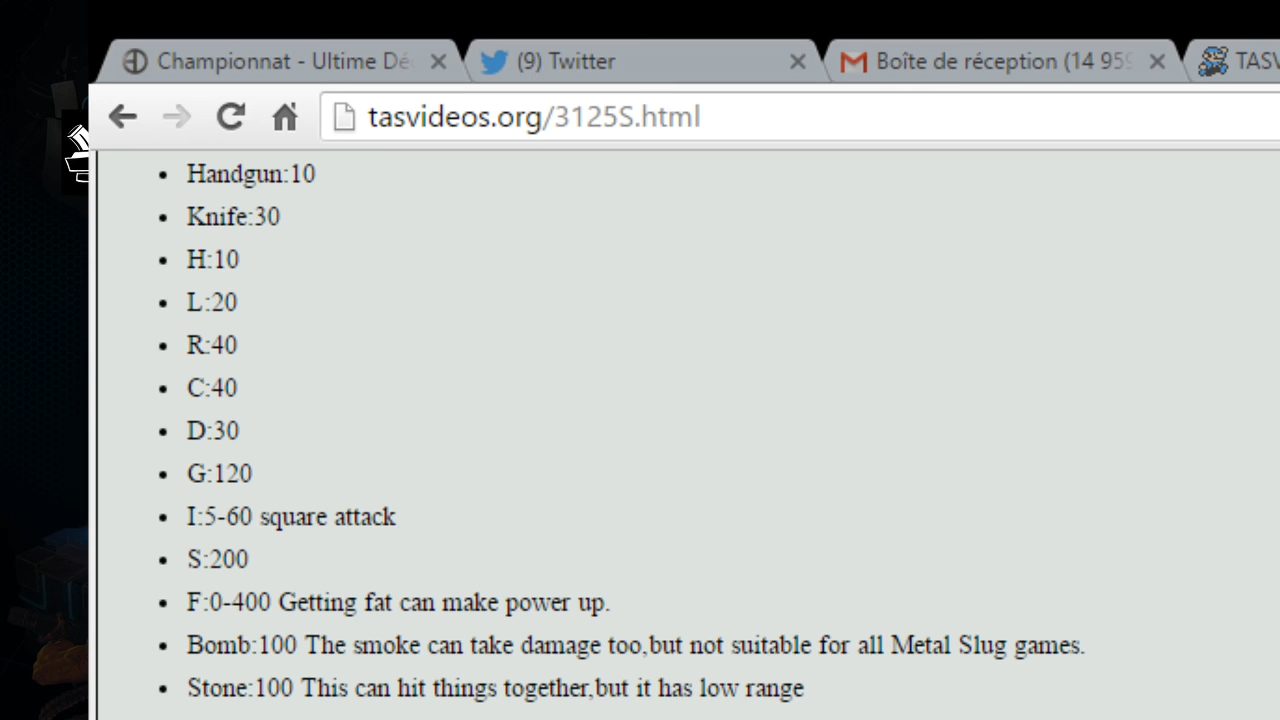 Championnat - Ultime Dé
(9) Twitter
Boîte de réception (14 959
TASV
tasvideos.org/3125S.html
Handgun:10
Knife:30
H:10
L:20
R:40
C:40
D:30
G:120
I:5-60 square attack
S:200
F:0-400 Getting fat can make power up.
Bomb:100 The smoke can take damage too,but not suitable for all Metal Slug games.
Stone:100 This can hit things together,but it has low range